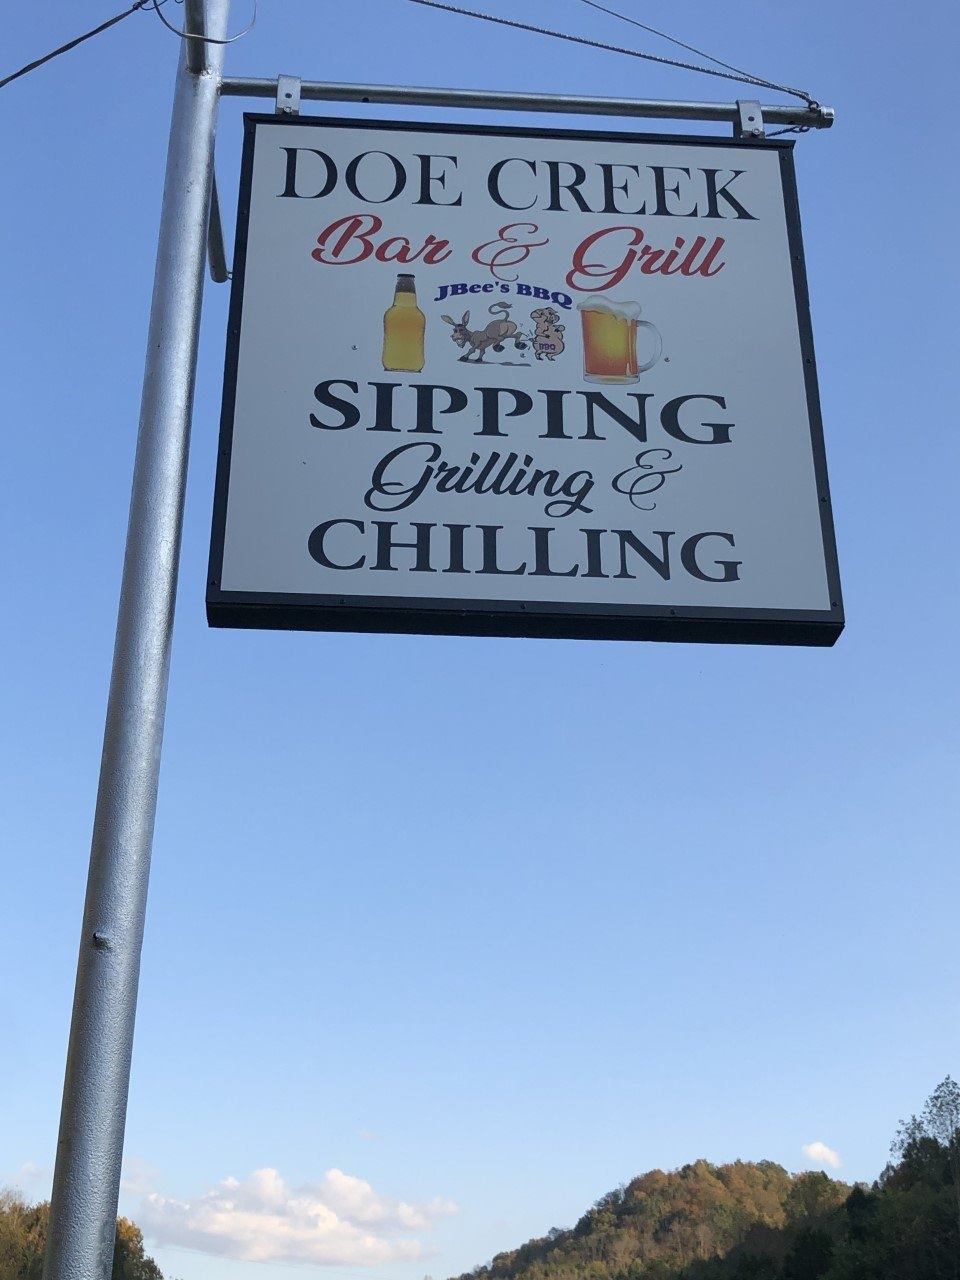 DOE CREEK
Bar & Grill
JBee's BBQ
BBQ
SIPPING
Grilling &
CHILLING